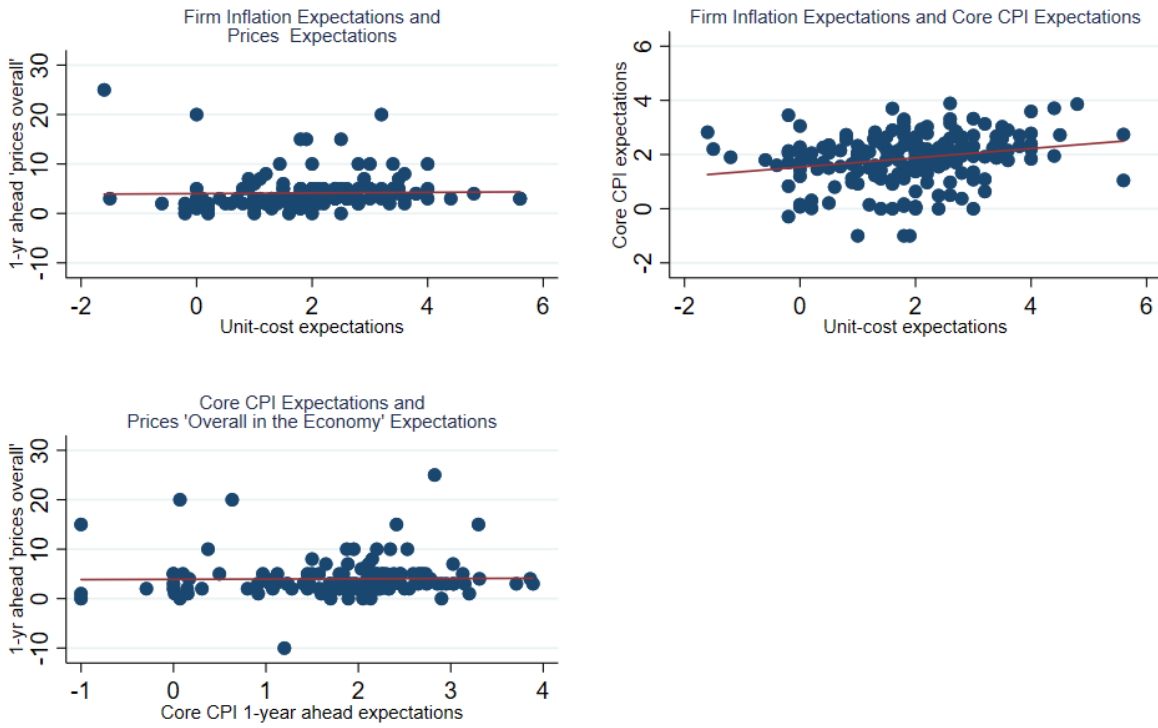 Firm Inflation Expectations and
Prices Expectations
1-yr ahead 'prices overall'
30
20
10
0
-10
-2 0 2 4 6
Unit-cost expectations
Firm Inflation Expectations and Core CPI Expectations
Core CPI expectations
6
4
2
0
-2
-2 0 2 4 6
Unit-cost expectations
Core CPI Expectations and
Prices 'Overall in the Economy' Expectations
1-yr ahead 'prices overall'
30
20
10
0
-10
-1 0 1 2 3 4
Core CPI 1-year ahead expectations